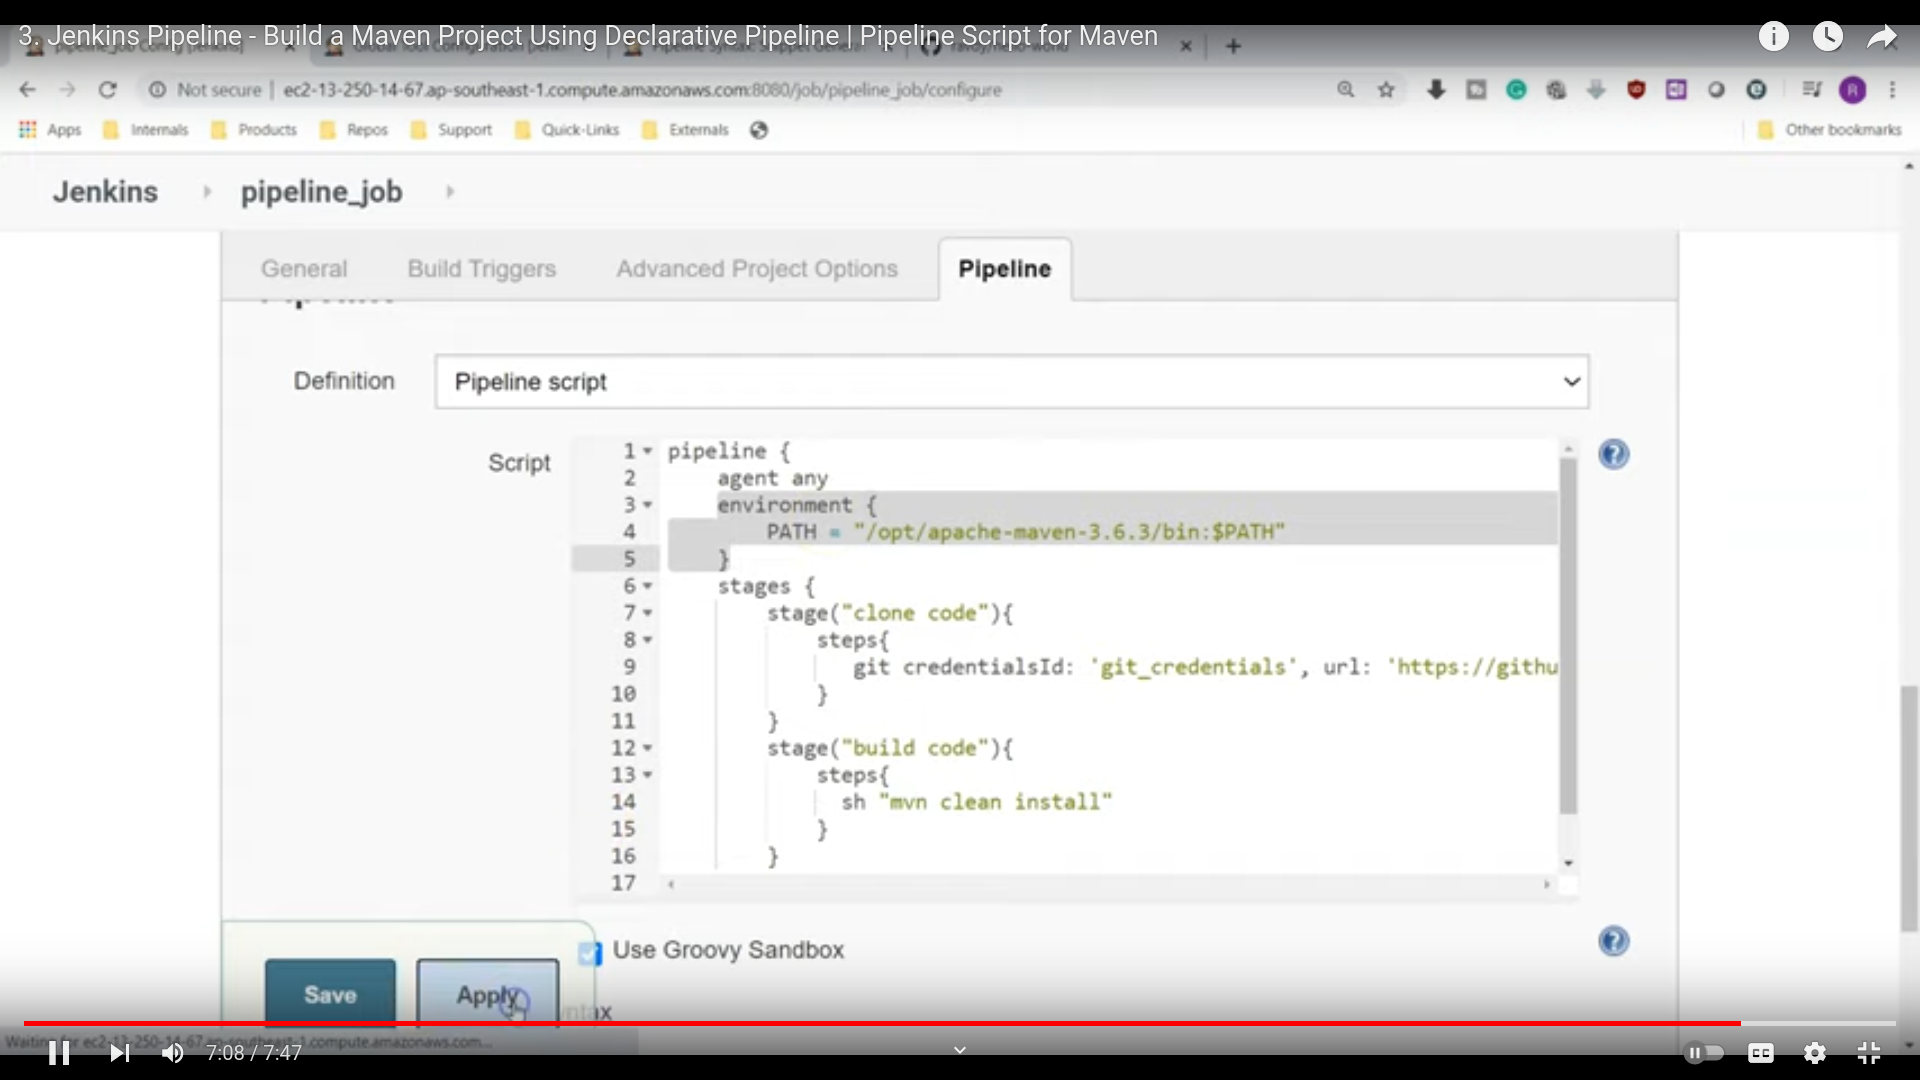 3. Jenkins Pipeline - Build a Maven Project Using Declarative Pipeline | Pipeline Script for Maven
Not secure | ec2-13-250-14-67.ap-southeast-1.compute.amazonaws.com:8080/job/pipeline_job/configure
Apps Internals Products Repos Support Quick-Links Externals Other bookmarks
Jenkins pipeline_job
General Build Triggers Advanced Project Options Pipeline
Definition Pipeline script
Script
1 pipeline {
2 agent any
3 environment {
4 PATH = "/opt/apache-maven-3.6.3/bin:$PATH"
5 }
6 stages {
7 stage("clone code"){
8 steps{
9 git credentialsId: 'git_credentials', url: 'https://githu
10 }
11 }
12 stage("build code"){
13 steps{
14 sh "mvn clean install"
15 }
16 }
17
Use Groovy Sandbox
Save Apply
Waiting for ec2-13-250-14-67.ap-southeast-1.compute.amazonaws.com...
7:08 / 7:47
CC